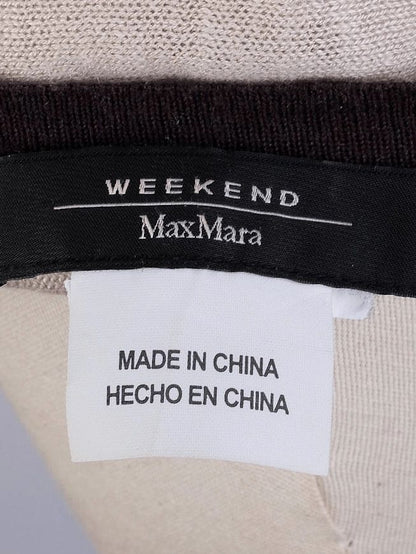 WEEKEND
MaxMara
MADE IN CHINA
HECHO EN CHINA